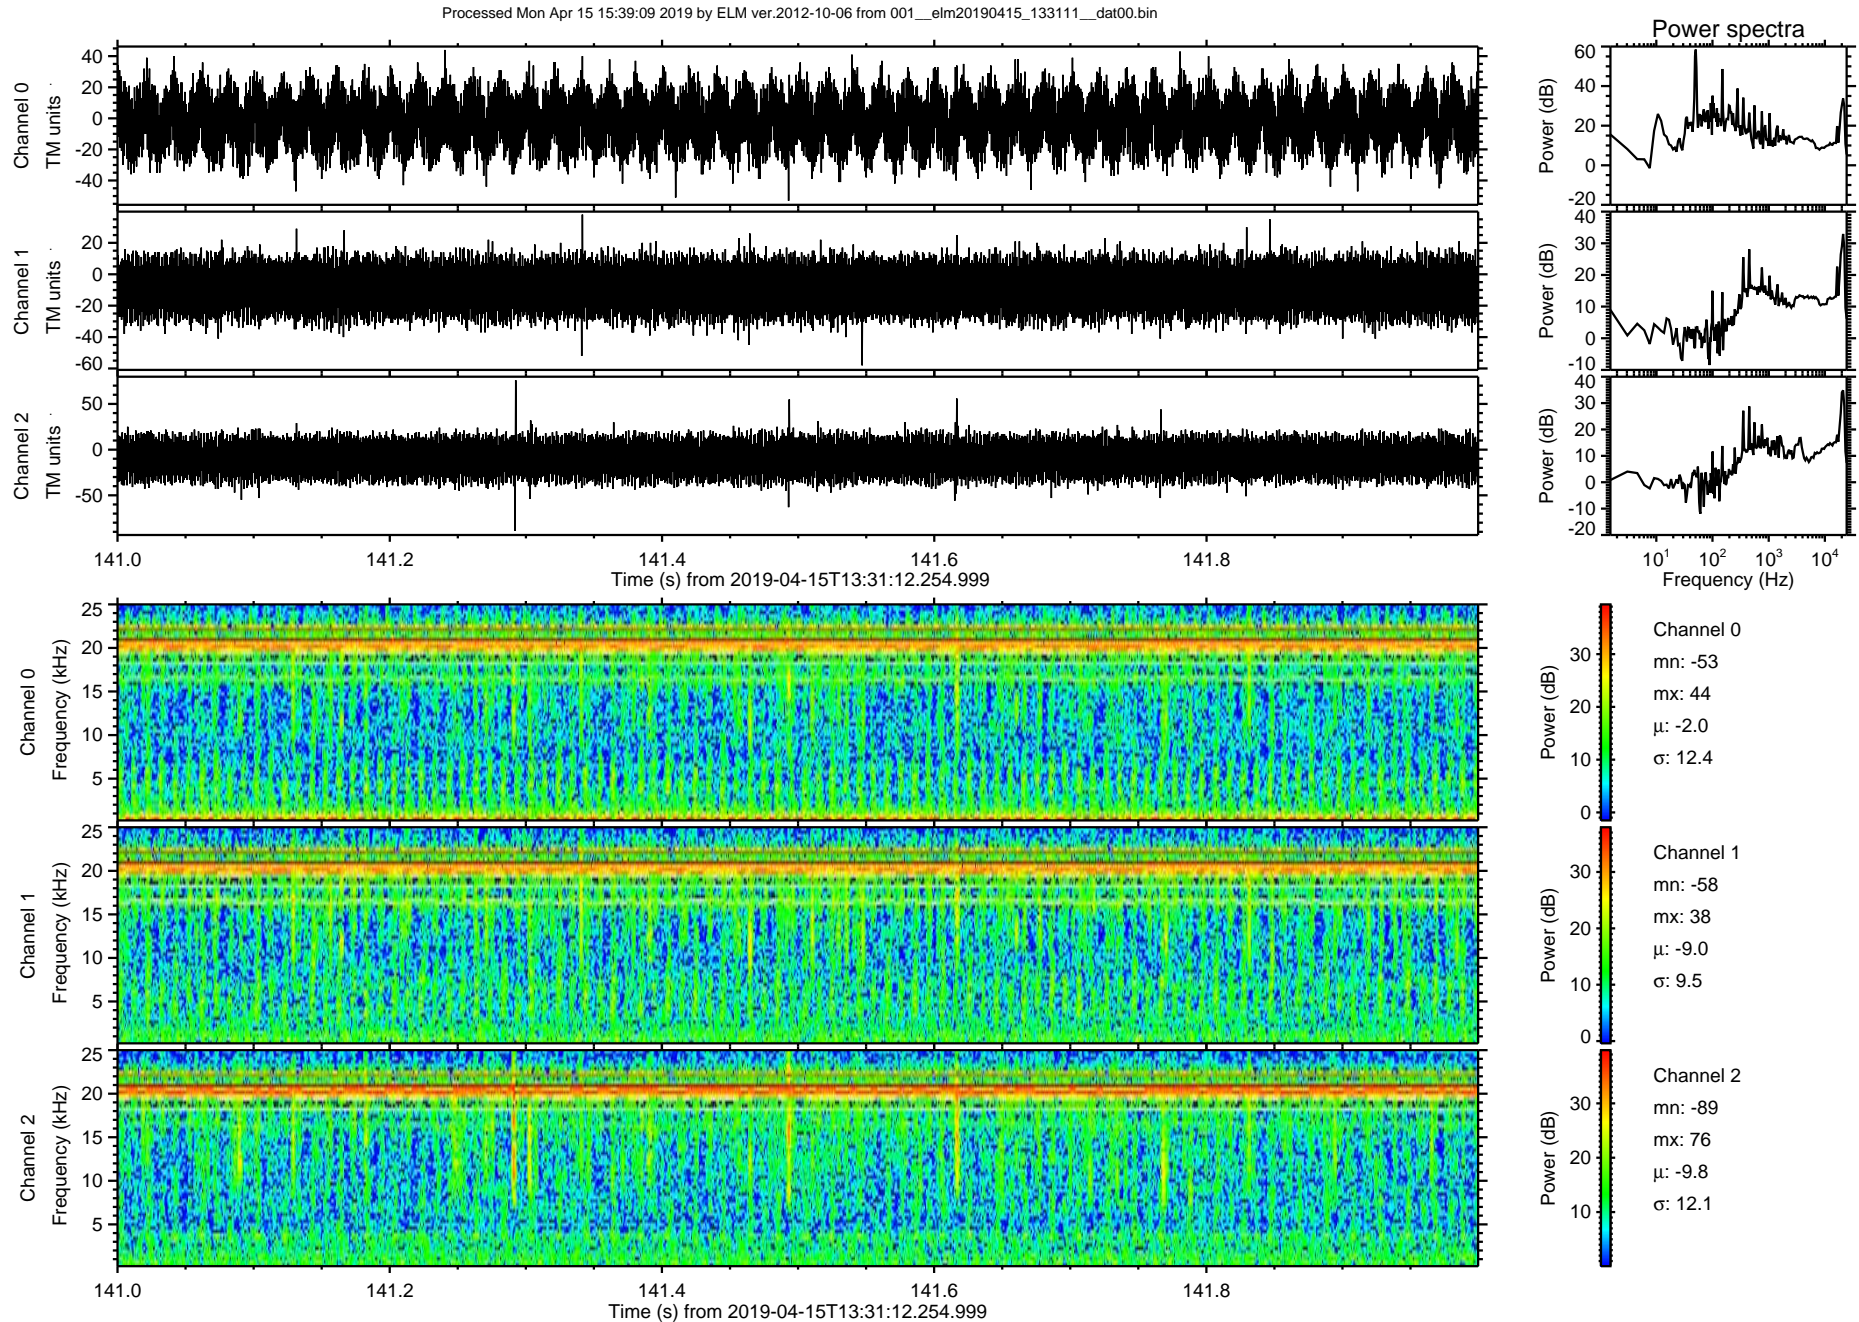 Processed Mon Apr 15 15:39:09 2019 by ELM ver.2012-10-06 from 001__elm20190415_133111__dat00.bin
Power spectra
Channel 0
TM units
40
20
0
-20
-40
Power (dB)
60
40
20
0
-20
Channel 1
TM units
20
0
-20
-40
-60
Power (dB)
40
30
20
10
0
-10
Channel 2
TM units
50
0
-50
Power (dB)
40
30
20
10
0
-10
-20
141.0 141.2 141.4 141.6 141.8
Time (s) from 2019-04-15T13:31:12.254.999
10^1 10^2 10^3 10^4
Frequency (Hz)
Channel 0
Frequency (kHz)
25
20
15
10
5
Power (dB)
30
20
10
0
Channel 0
mn: -53
mx: 44
μ: -2.0
σ: 12.4
Channel 1
Frequency (kHz)
25
20
15
10
5
Power (dB)
30
20
10
0
Channel 1
mn: -58
mx: 38
μ: -9.0
σ: 9.5
Channel 2
Frequency (kHz)
25
20
15
10
5
Power (dB)
30
20
10
Channel 2
mn: -89
mx: 76
μ: -9.8
σ: 12.1
141.0 141.2 141.4 141.6 141.8
Time (s) from 2019-04-15T13:31:12.254.999